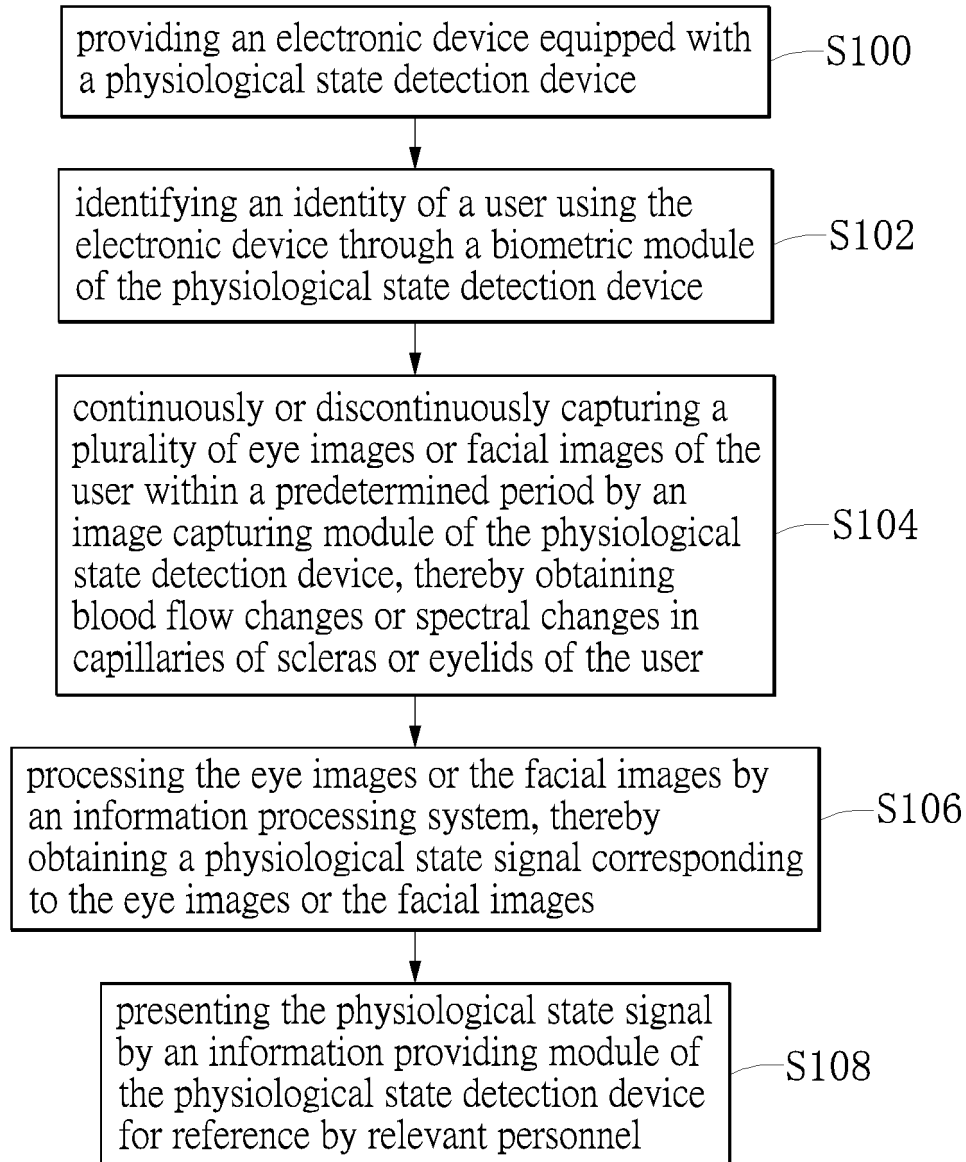 providing an electronic device equipped with
a physiological state detection device
S100
identifying an identity of a user using the
electronic device through a biometric module
of the physiological state detection device
S102
continuously or discontinuously capturing a
plurality of eye images or facial images of the
user within a predetermined period by an
image capturing module of the physiological
state detection device, thereby obtaining
blood flow changes or spectral changes in
capillaries of scleras or eyelids of the user
S104
processing the eye images or the facial images by
an information processing system, thereby
obtaining a physiological state signal corresponding
to the eye images or the facial images
S106
presenting the physiological state signal
by an information providing module of
the physiological state detection device
for reference by relevant personnel
S108